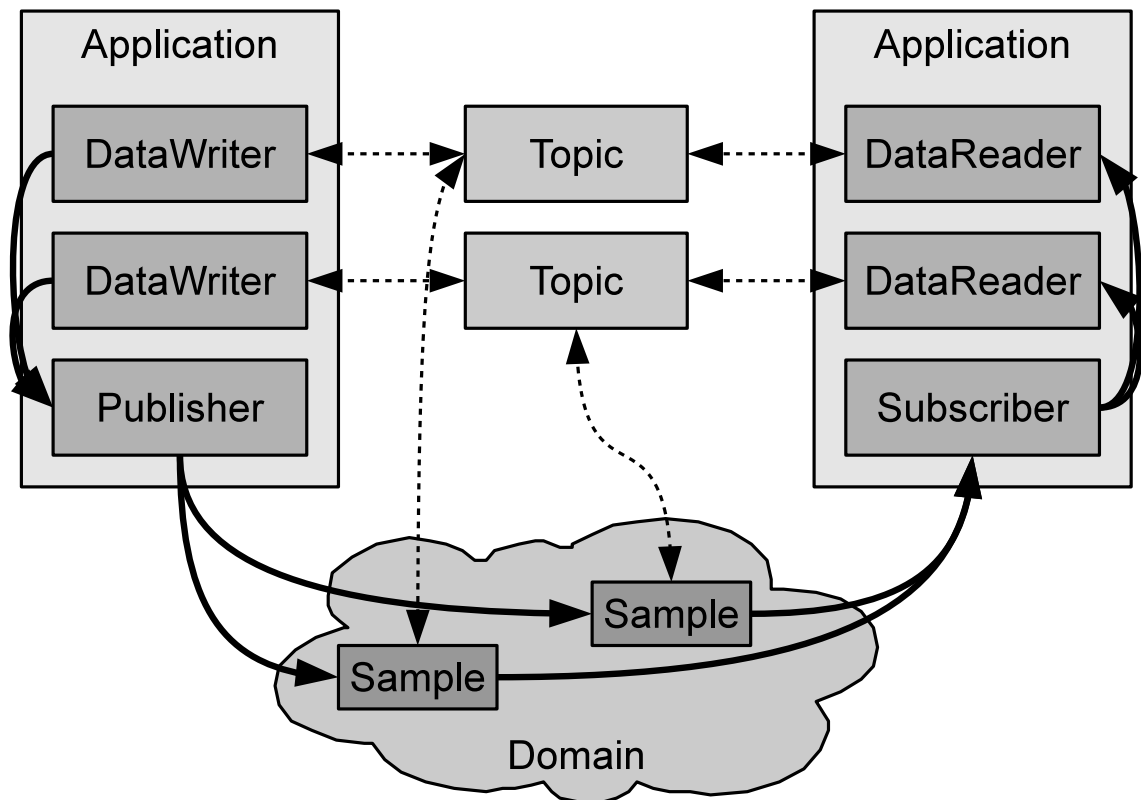 Application
Application
DataWriter
Topic
DataReader
DataWriter
Topic
DataReader
Publisher
Subscriber
Sample
Sample
Domain